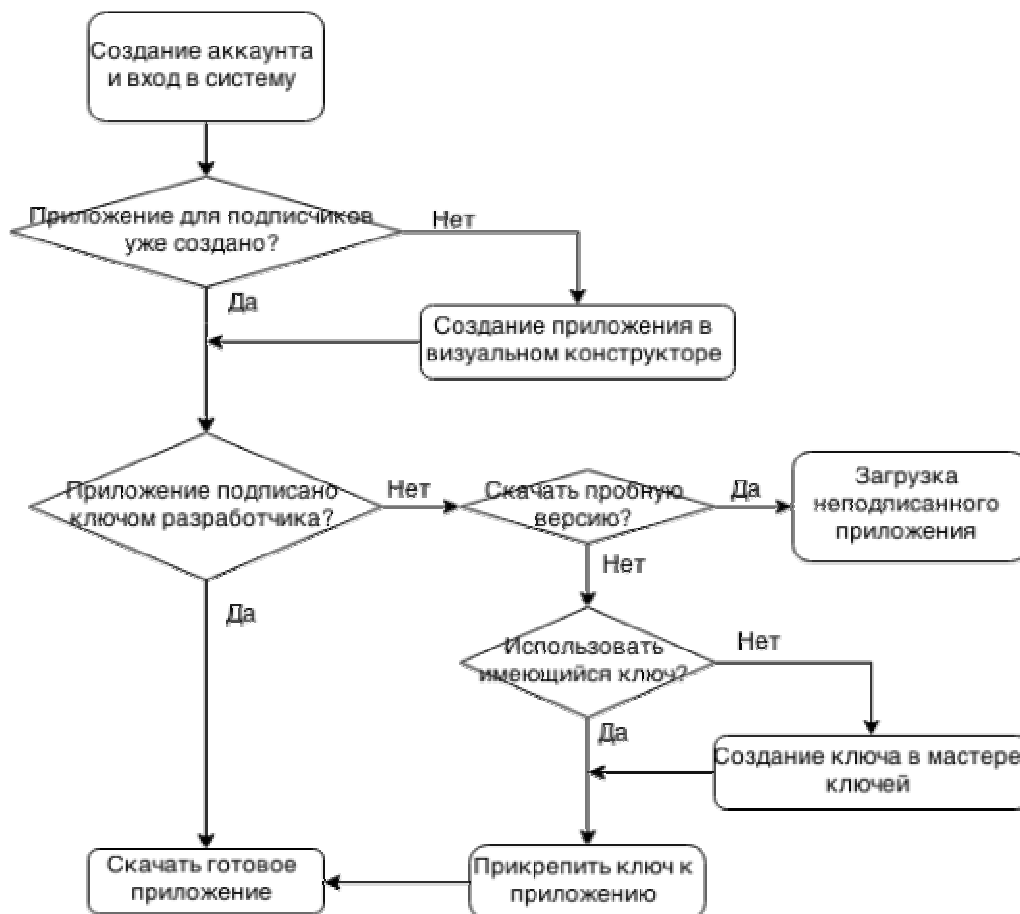 Создание аккаунта
и вход в систему
Приложение для подписчиков
уже создано?
Нет
Да
Создание приложения в
визуальном конструкторе
Приложение подписано
ключом разработчика?
Нет
Скачать пробную
версию?
Да
Загрузка
неподписанного
приложения
Нет
Да
Использовать
имеющийся ключ?
Нет
Да
Создание ключа в мастере
ключей
Прикрепить ключ к
приложению
Скачать готовое
приложение